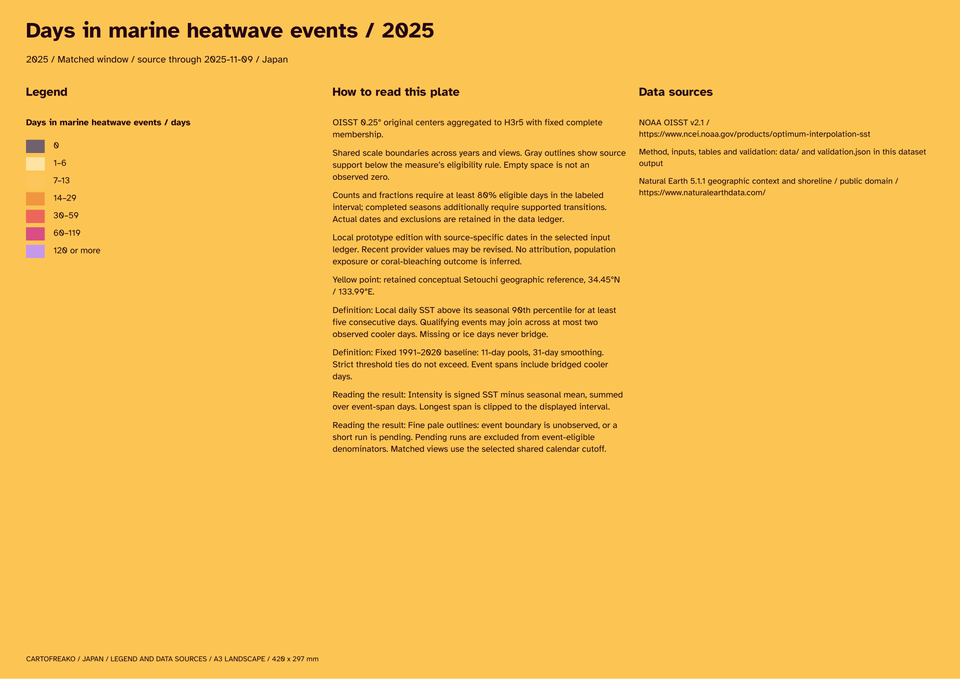 Days in marine heatwave events / 2025
2025 / Matched window / source through 2025-11-09 / Japan
Legend
Days in marine heatwave events / days
0
1–6
7–13
14–29
30–59
60–119
120 or more
How to read this plate
OISST 0.25° original centers aggregated to H3r5 with fixed complete
membership.
Shared scale boundaries across years and views. Gray outlines show source
support below the measure's eligibility rule. Empty space is not an
observed zero.
Counts and fractions require at least 80% eligible days in the labeled
interval; completed seasons additionally require supported transitions.
Actual dates and exclusions are retained in the data ledger.
Local prototype edition with source-specific dates in the selected input
ledger. Recent provider values may be revised. No attribution, population
exposure or coral-bleaching outcome is inferred.
Yellow point: retained conceptual Setouchi geographic reference, 34.45°N
/ 133.99°E.
Definition: Local daily SST above its seasonal 90th percentile for at least
five consecutive days. Qualifying events may join across at most two
observed cooler days. Missing or ice days never bridge.
Definition: Fixed 1991–2020 baseline: 11-day pools, 31-day smoothing.
Strict threshold ties do not exceed. Event spans include bridged cooler
days.
Reading the result: Intensity is signed SST minus seasonal mean, summed
over event-span days. Longest span is clipped to the displayed interval.
Reading the result: Fine pale outlines: event boundary is unobserved, or a
short run is pending. Pending runs are excluded from event-eligible
denominators. Matched views use the selected shared calendar cutoff.
Data sources
NOAA OISST v2.1 /
https://www.ncei.noaa.gov/products/optimum-interpolation-sst
Method, inputs, tables and validation: data/ and validation.json in this dataset
output
Natural Earth 5.1.1 geographic context and shoreline / public domain /
https://www.naturalearthdata.com/
CARTOFREAKO / JAPAN / LEGEND AND DATA SOURCES / A3 LANDSCAPE / 420 x 297 mm